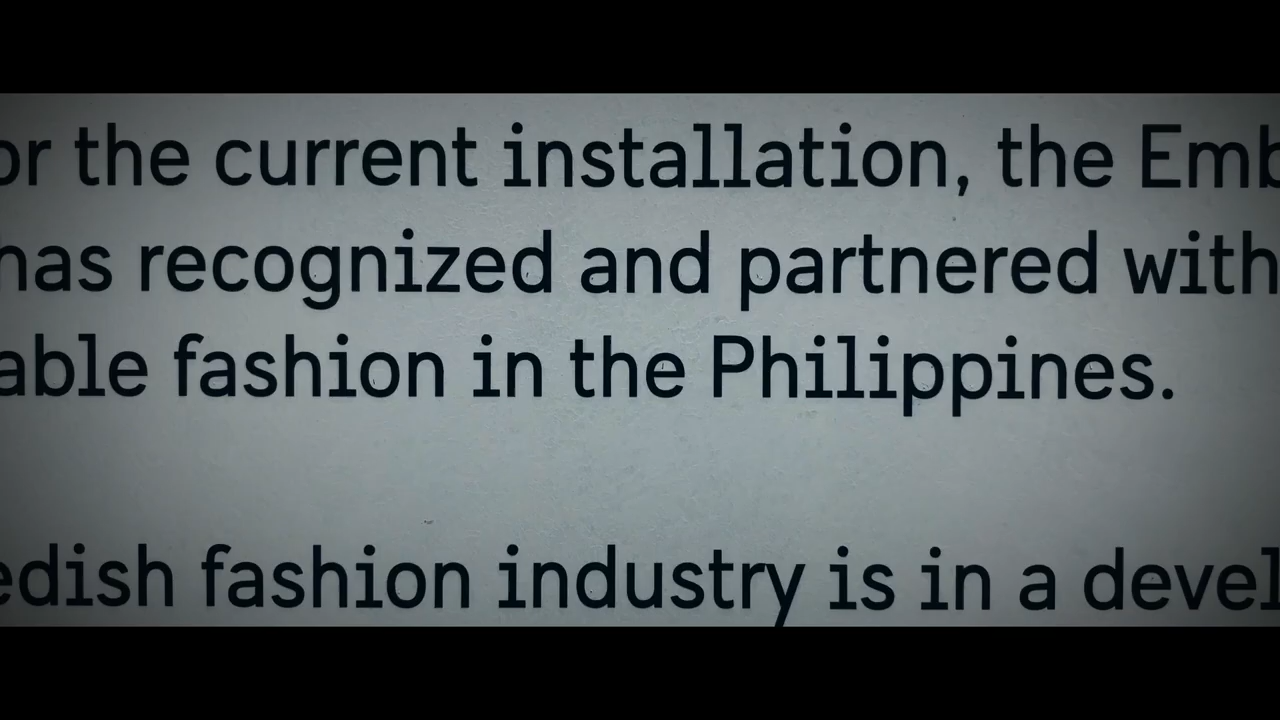 or the current installation, the Emb
has recognized and partnered with
able fashion in the Philippines.
edish fashion industry is in a devel